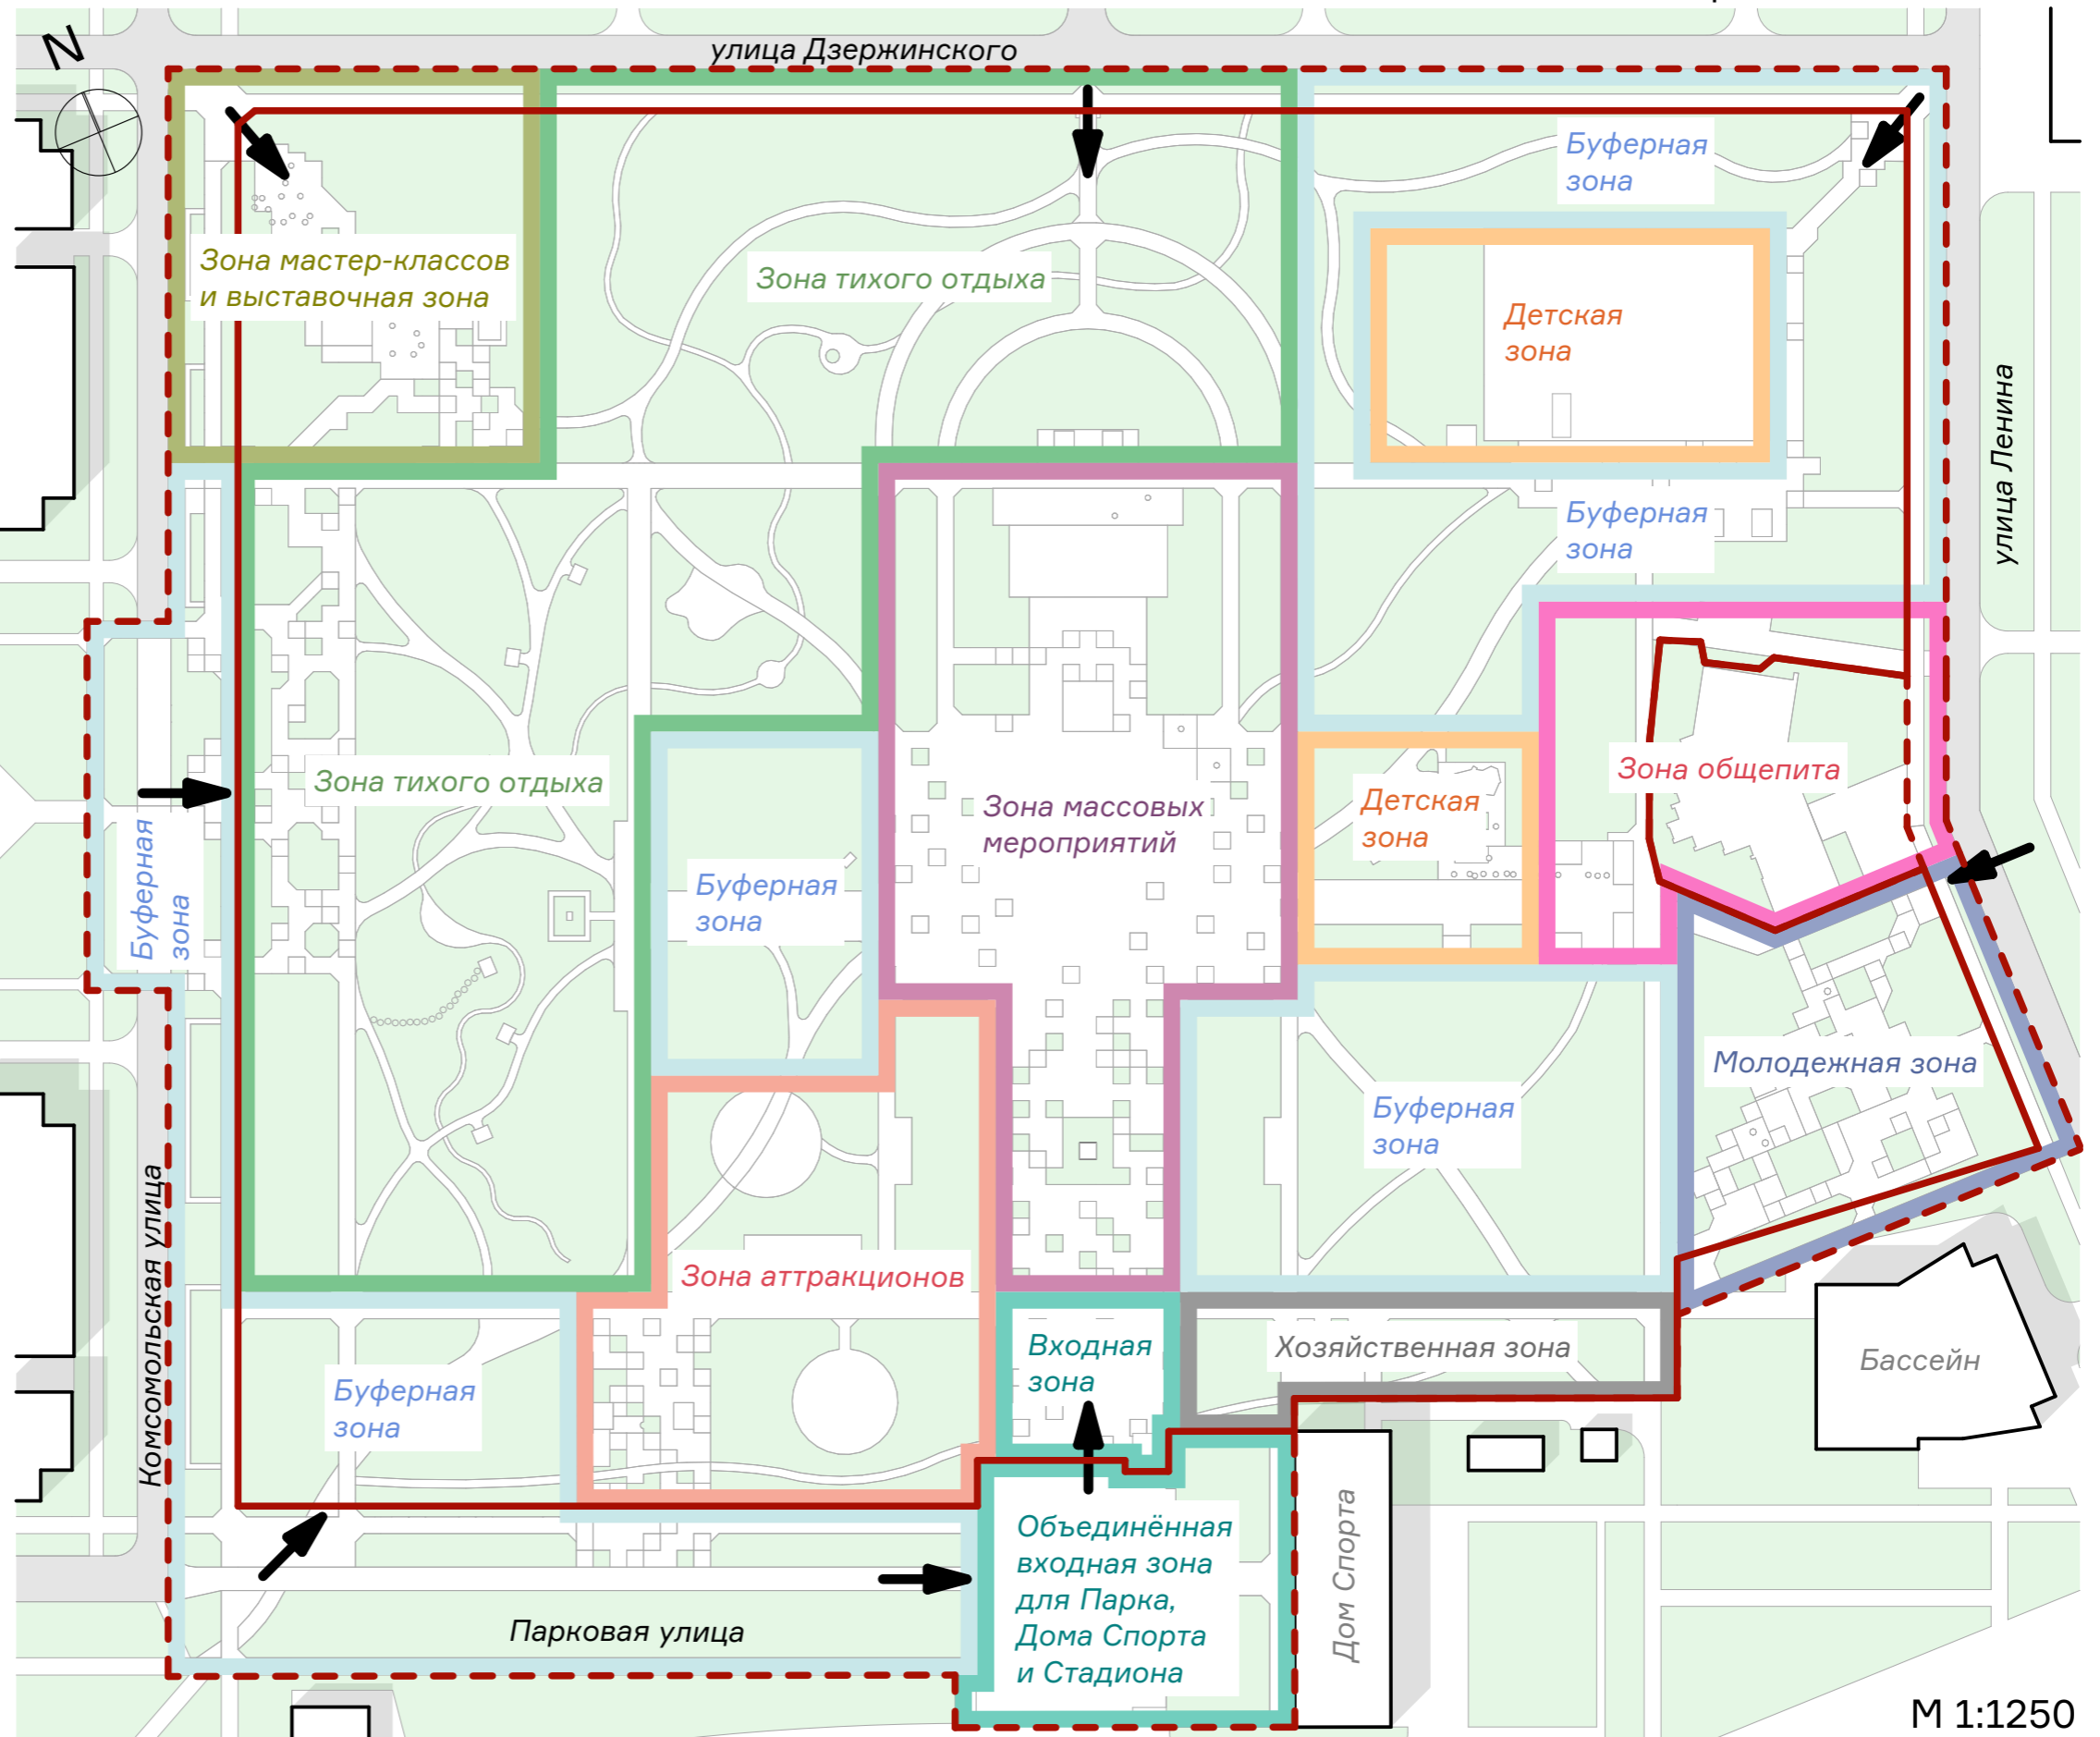 N
улица Дзержинского
Буферная
зона
Зона мастер-классов
и выставочная зона
Зона тихого отдыха
Детская
зона
улица Ленина
Буферная
зона
Зона тихого отдыха
Зона массовых
мероприятий
Детская
зона
Зона общепита
Буферная
зона
Буферная
зона
Молодежная зона
Буферная
зона
Комсомольская улица
Зона аттракционов
Входная
зона
Хозяйственная зона
Бассейн
Буферная
зона
Объединённая
входная зона
для Парка,
Дома Спорта
и Стадиона
Дом Спорта
Парковая улица
М 1:1250